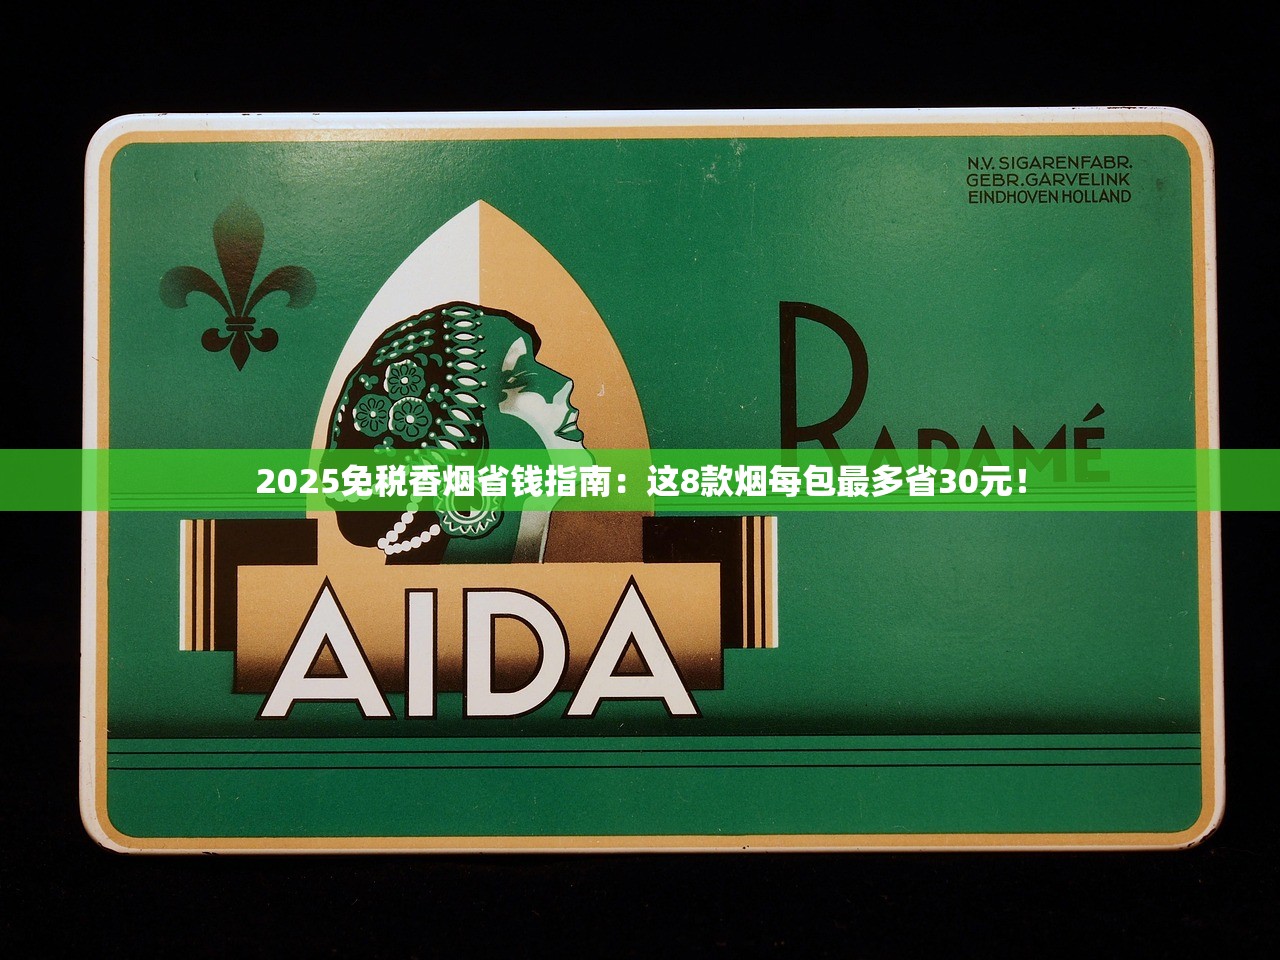 N.V. SIGARENFABR.
GEBR. GARVELINK
EINDHOVEN HOLLAND
RADAMÉ
2025免税香烟省钱指南：这8款烟每包最多省30元！
AIDA